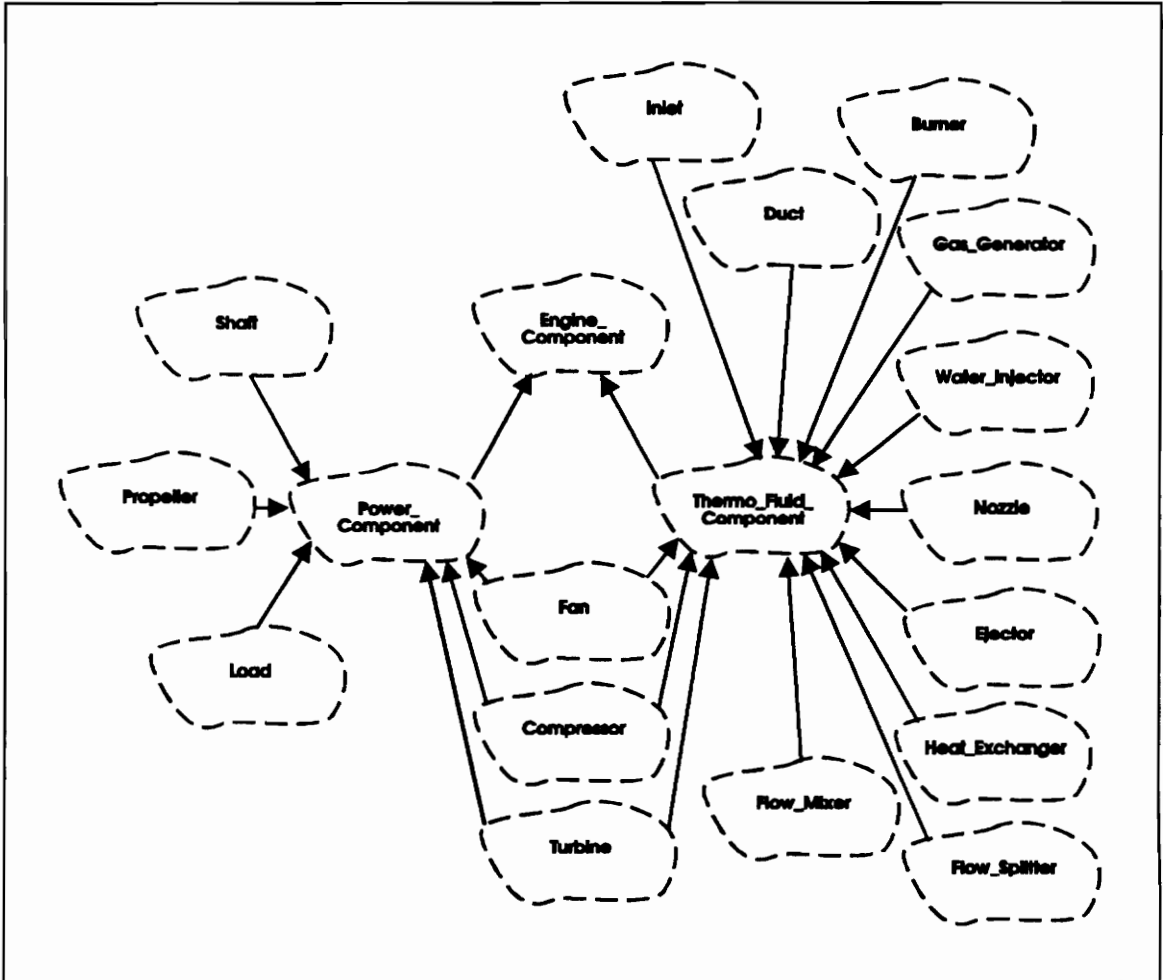 Inlet
Burner
Duct
Gas_Generator
Shaft
Engine_
Component
Water_Injector
Propeller
Power_
Component
Thermo_Fluid_
Component
Nozzle
Fan
Ejector
Load
Compressor
Heat_Exchanger
Flow_Mixer
Turbine
Flow_Splitter